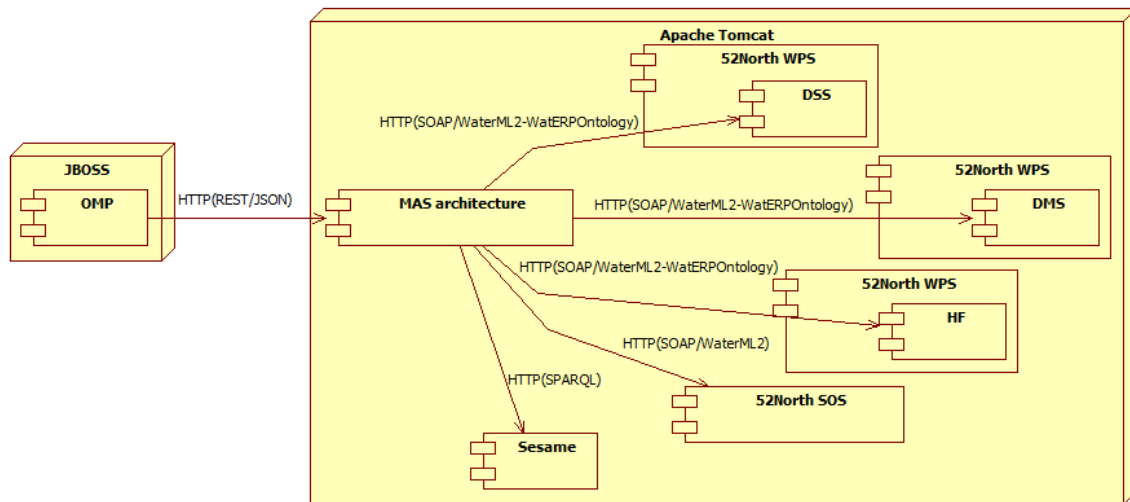 Apache Tomcat
52North WPS
DSS
HTTP(SOAP/WaterML2-WatERPOntology)
JBOSS
OMP
HTTP(REST/JSON)
MAS architecture
52North WPS
DMS
HTTP(SOAP/WaterML2-WatERPOntology)
HTTP(SOAP/WaterML2-WatERPOntology)
52North WPS
HF
HTTP(SOAP/WaterML2)
HTTP(SPARQL)
52North SOS
Sesame